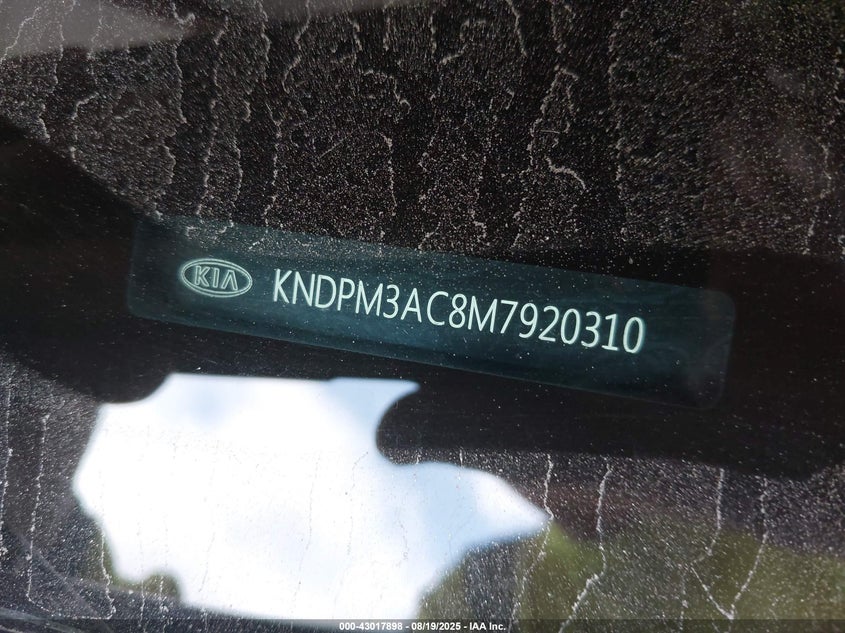 KIA KNDPM3AC8M7920310
000-43017898 - 08/19/2025 - IAA Inc.